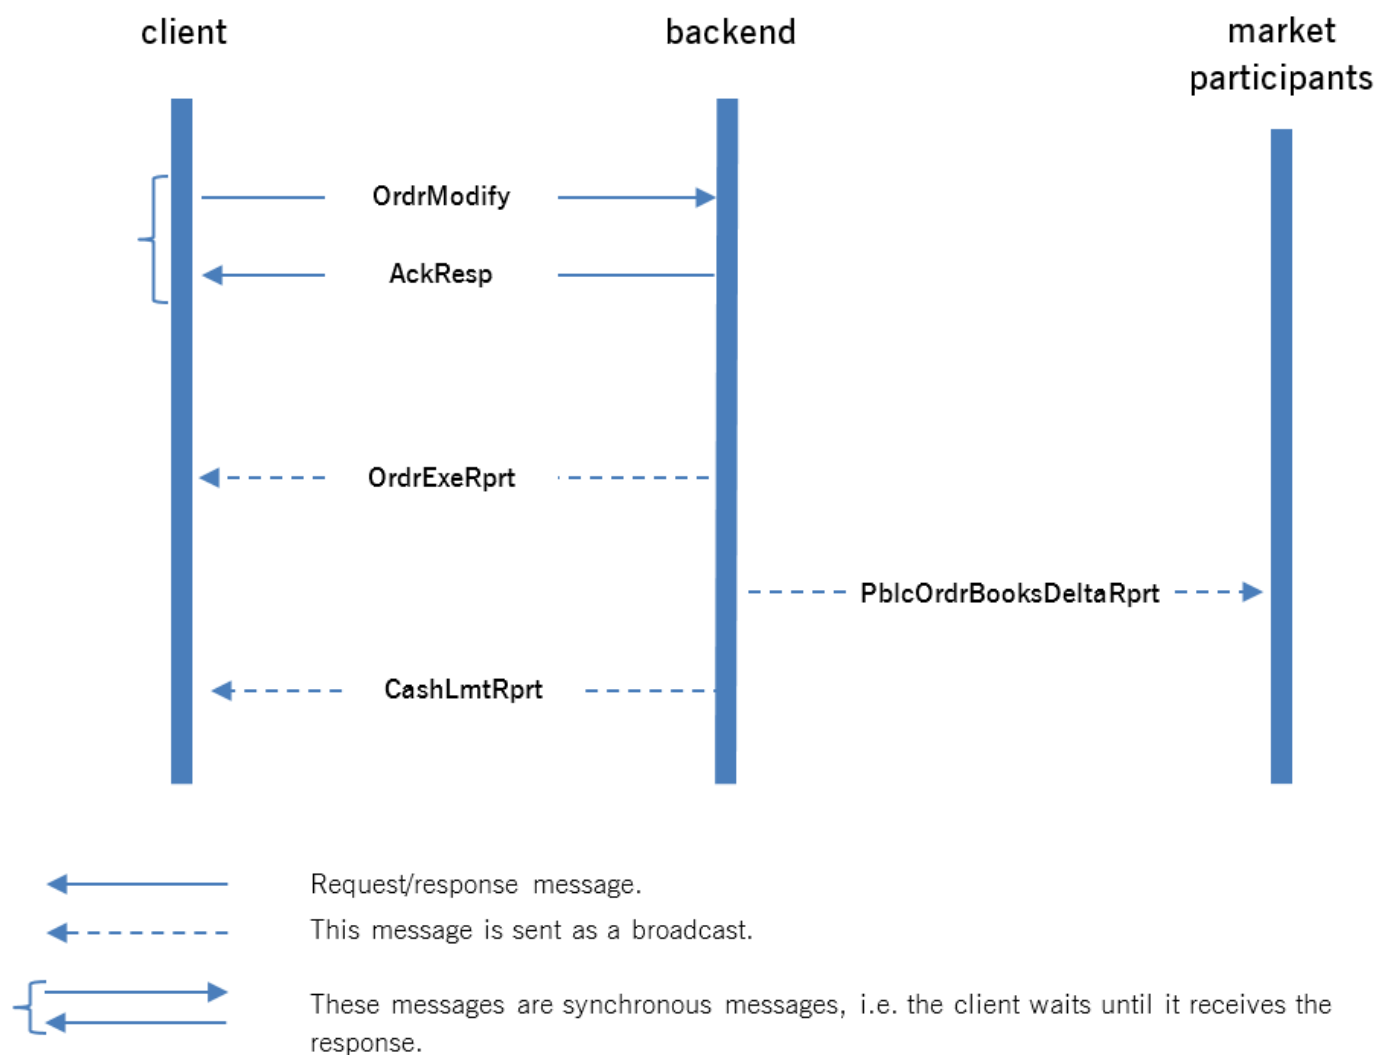 client
backend
market
participants
OrdrModify
AckResp
OrdrExeRprt
PblcOrdrBooksDeltaRprt
CashLmtRprt
Request/response message.
This message is sent as a broadcast.
These messages are synchronous messages, i.e. the client waits until it receives the
response.